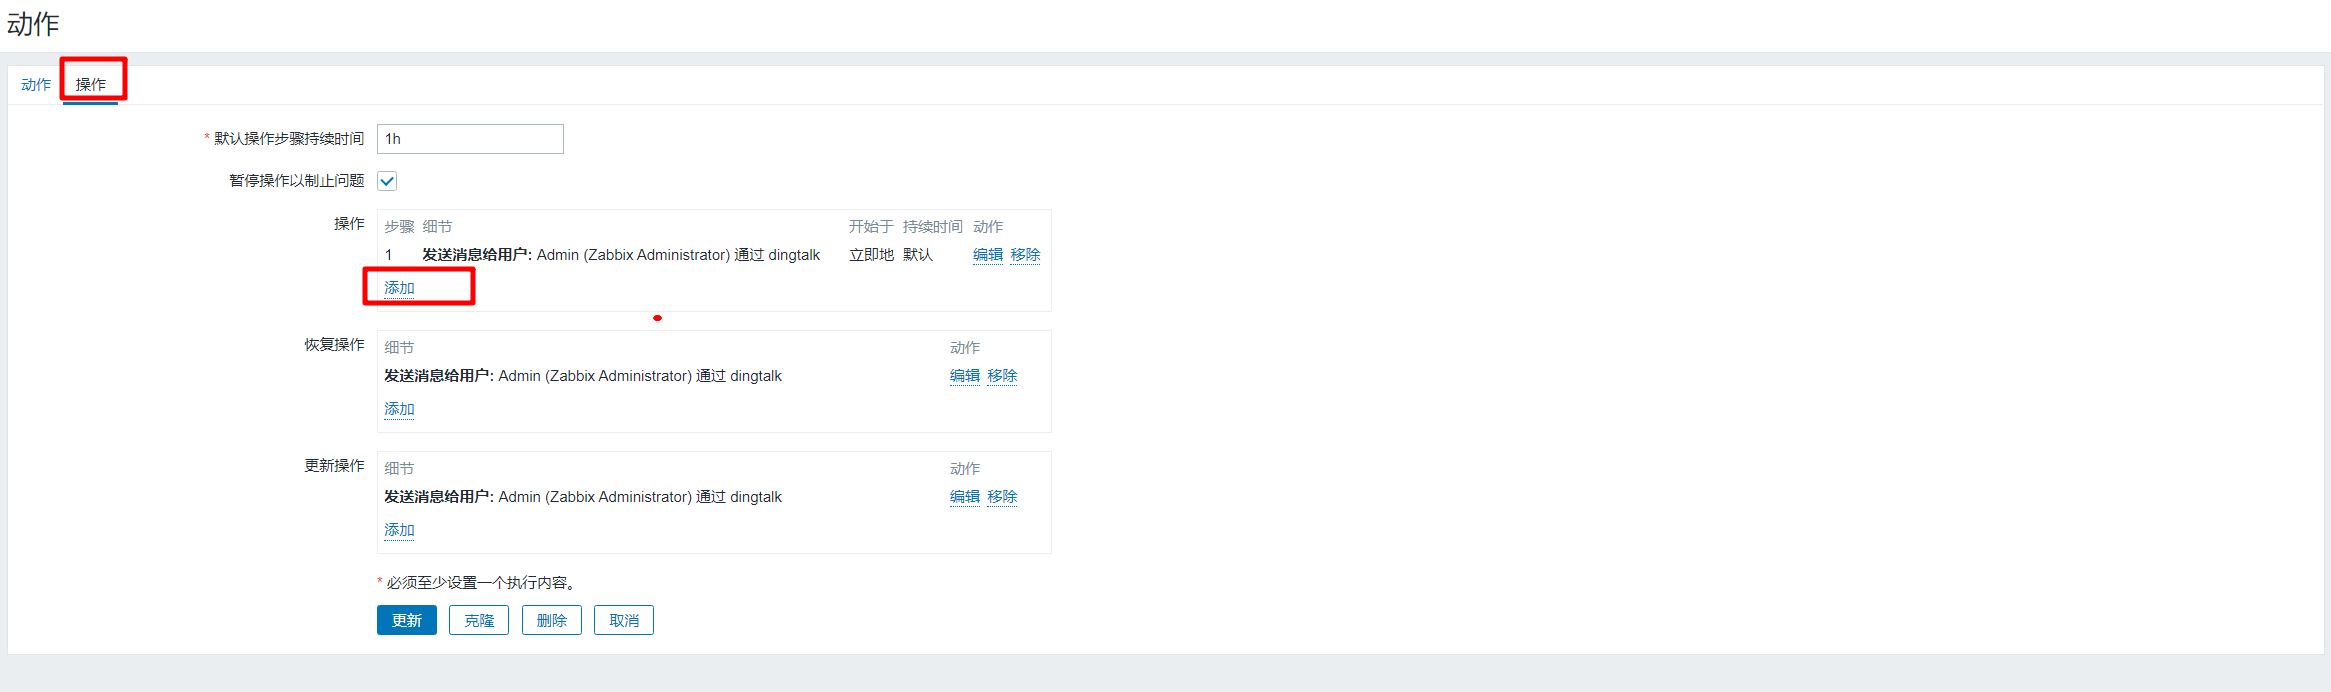 动作
动作 操作
* 默认操作步骤持续时间 1h
暂停操作以制止问题
操作 步骤 细节 开始于 持续时间 动作
1 发送消息给用户: Admin (Zabbix Administrator) 通过 dingtalk 立即地 默认 编辑 移除
添加
恢复操作 细节 动作
发送消息给用户: Admin (Zabbix Administrator) 通过 dingtalk 编辑 移除
添加
更新操作 细节 动作
发送消息给用户: Admin (Zabbix Administrator) 通过 dingtalk 编辑 移除
添加
* 必须至少设置一个执行内容。
更新 克隆 删除 取消